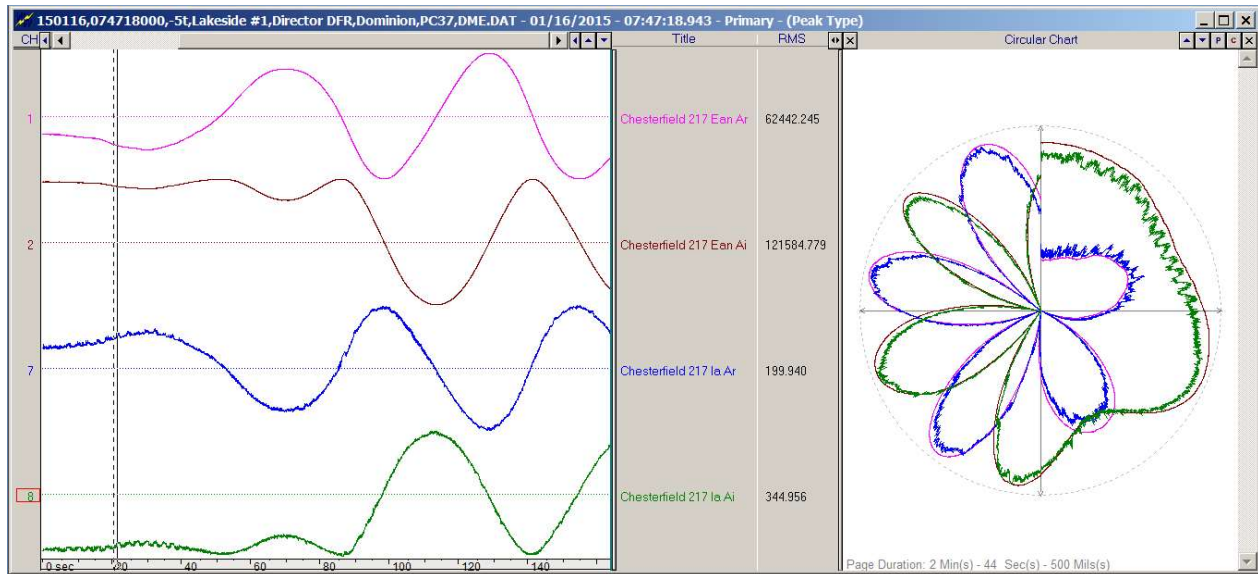 150116,074718000,-5t,Lakeside #1,Director DFR,Dominion,PC37,DME.DAT - 01/16/2015 - 07:47:18.943 - Primary - (Peak Type)
CH Title RMS Circular Chart P C
1 Chesterfield 217 Ean Ar 62442.245
2 Chesterfield 217 Ean Ai 121584.779
7 Chesterfield 217 Ia Ar 199.940
8 Chesterfield 217 Ia Ai 344.956
0 sec 20 40 60 80 100 120 140
Page Duration: 2 Min(s) - 44 Sec(s) - 500 Mils(s)